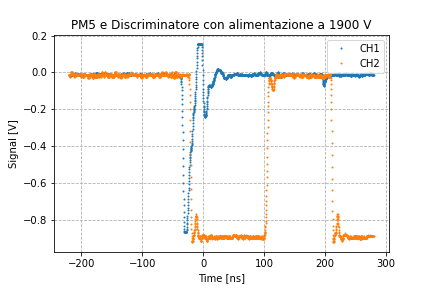 PM5 e Discriminatore con alimentazione a 1900 V
CH1
CH2
0.2
0.0
−0.2
−0.4
−0.6
−0.8
Signal [V]
−200
−100
0
100
200
300
Time [ns]